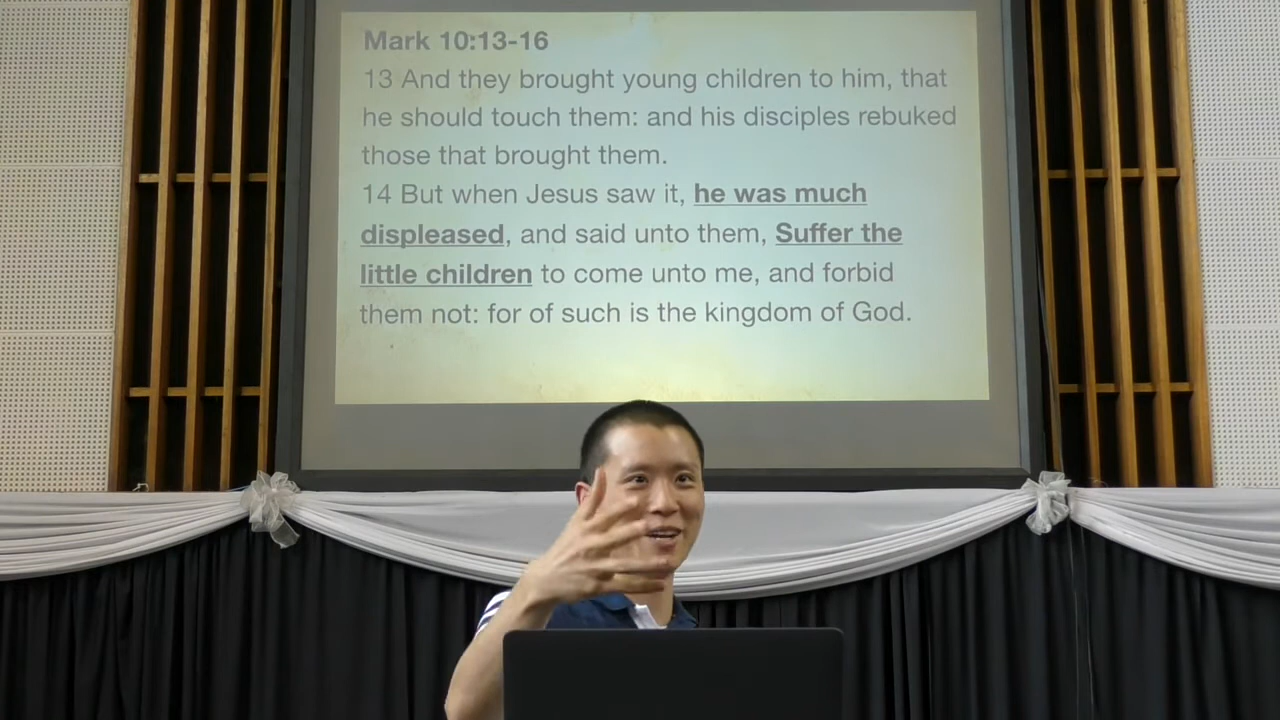 Mark 10:13-16
13 And they brought young children to him, that
he should touch them: and his disciples rebuked
those that brought them.
14 But when Jesus saw it, he was much
displeased, and said unto them, Suffer the
little children to come unto me, and forbid
them not: for of such is the kingdom of God.